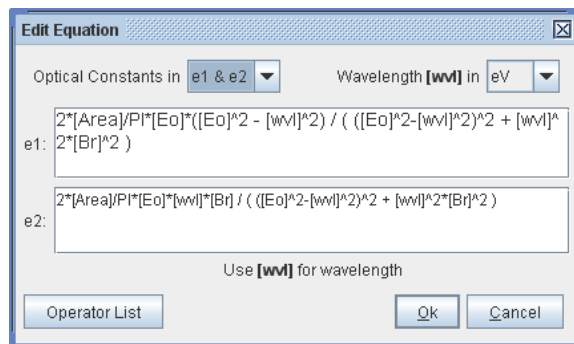 Edit Equation
Optical Constants in e1 & e2 Wavelength [wvl] in eV
e1: 2*[Area]/PI*[Eo]*([Eo]^2 - [wvl]^2) / ( ([Eo]^2-[wvl]^2)^2 + [wvl]^
2*[Br]^2 )
e2: 2*[Area]/PI*[Eo]*[wvl]*[Br] / ( ([Eo]^2-[wvl]^2)^2 + [wvl]^2*[Br]^2 )
Use [wvl] for wavelength
Operator List Ok Cancel